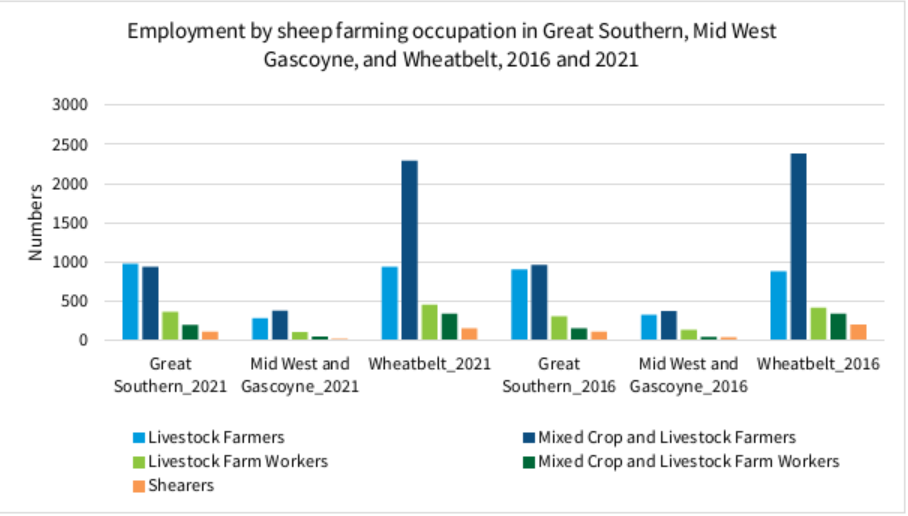 Employment by sheep farming occupation in Great Southern, Mid West
Gascoyne, and Wheatbelt, 2016 and 2021
3000
2500
2000
1500
1000
500
0
Numbers
Great
Southern_2021
Mid West and
Gascoyne_2021
Wheatbelt_2021
Great
Southern_2016
Mid West and
Gascoyne_2016
Wheatbelt_2016
Livestock Farmers
Mixed Crop and Livestock Farmers
Livestock Farm Workers
Mixed Crop and Livestock Farm Workers
Shearers